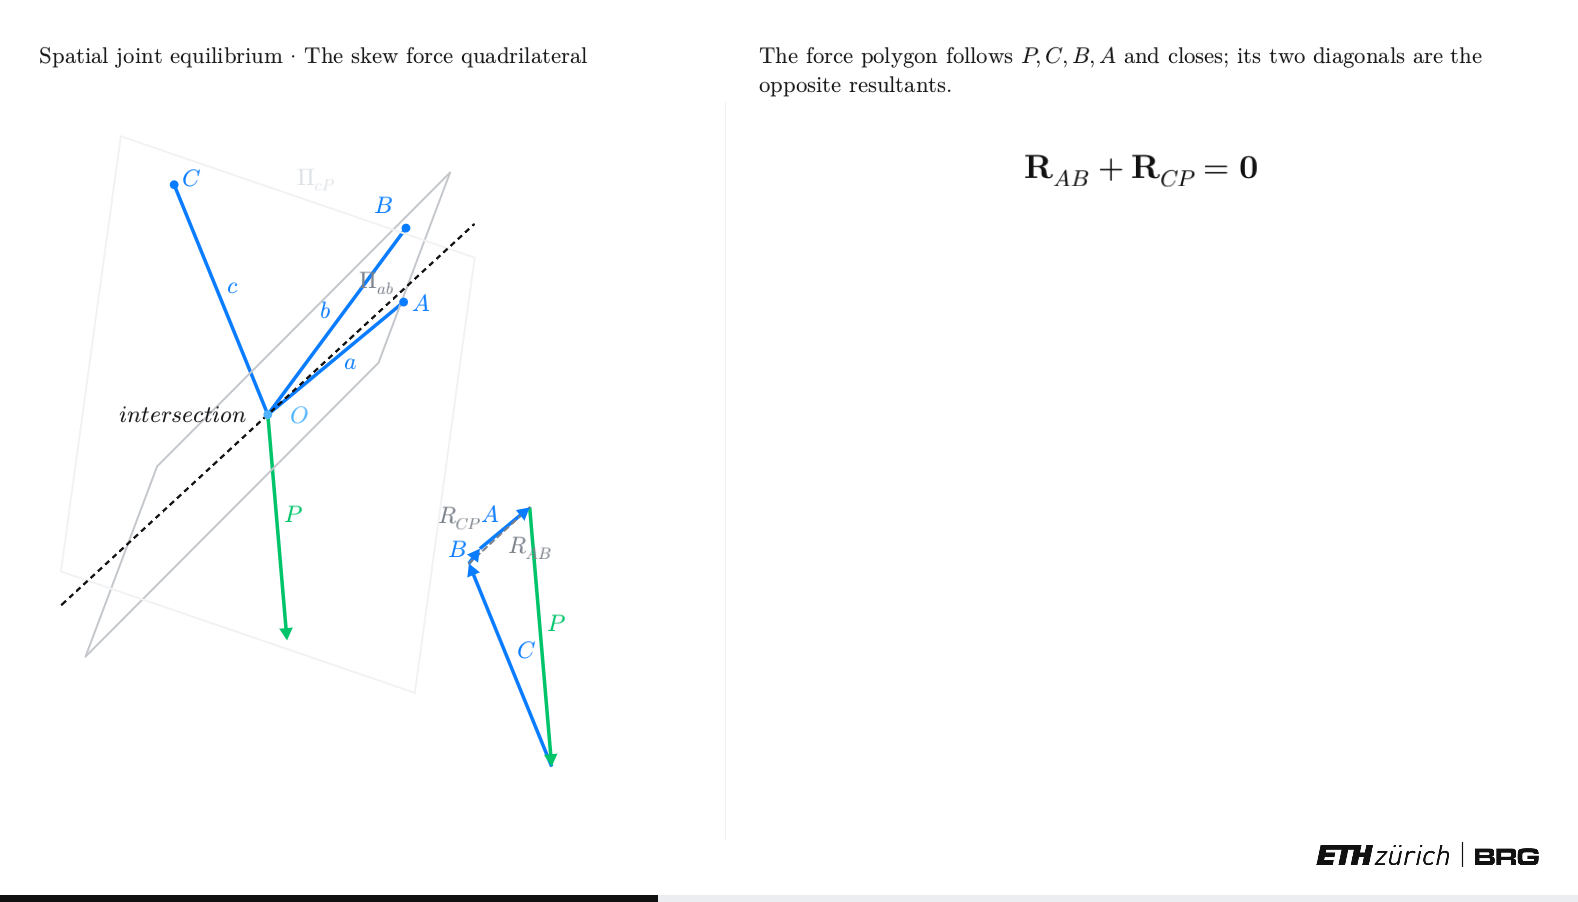 Spatial joint equilibrium · The skew force quadrilateral
The force polygon follows P, C, B, A and closes; its two diagonals are the
opposite resultants.
R_AB + R_CP = 0
C
Π_cP
B
Π_ab
c
b
A
a
intersection
O
P
R_CP
A
B
R_AB
P
C
ETH zürich | BRG